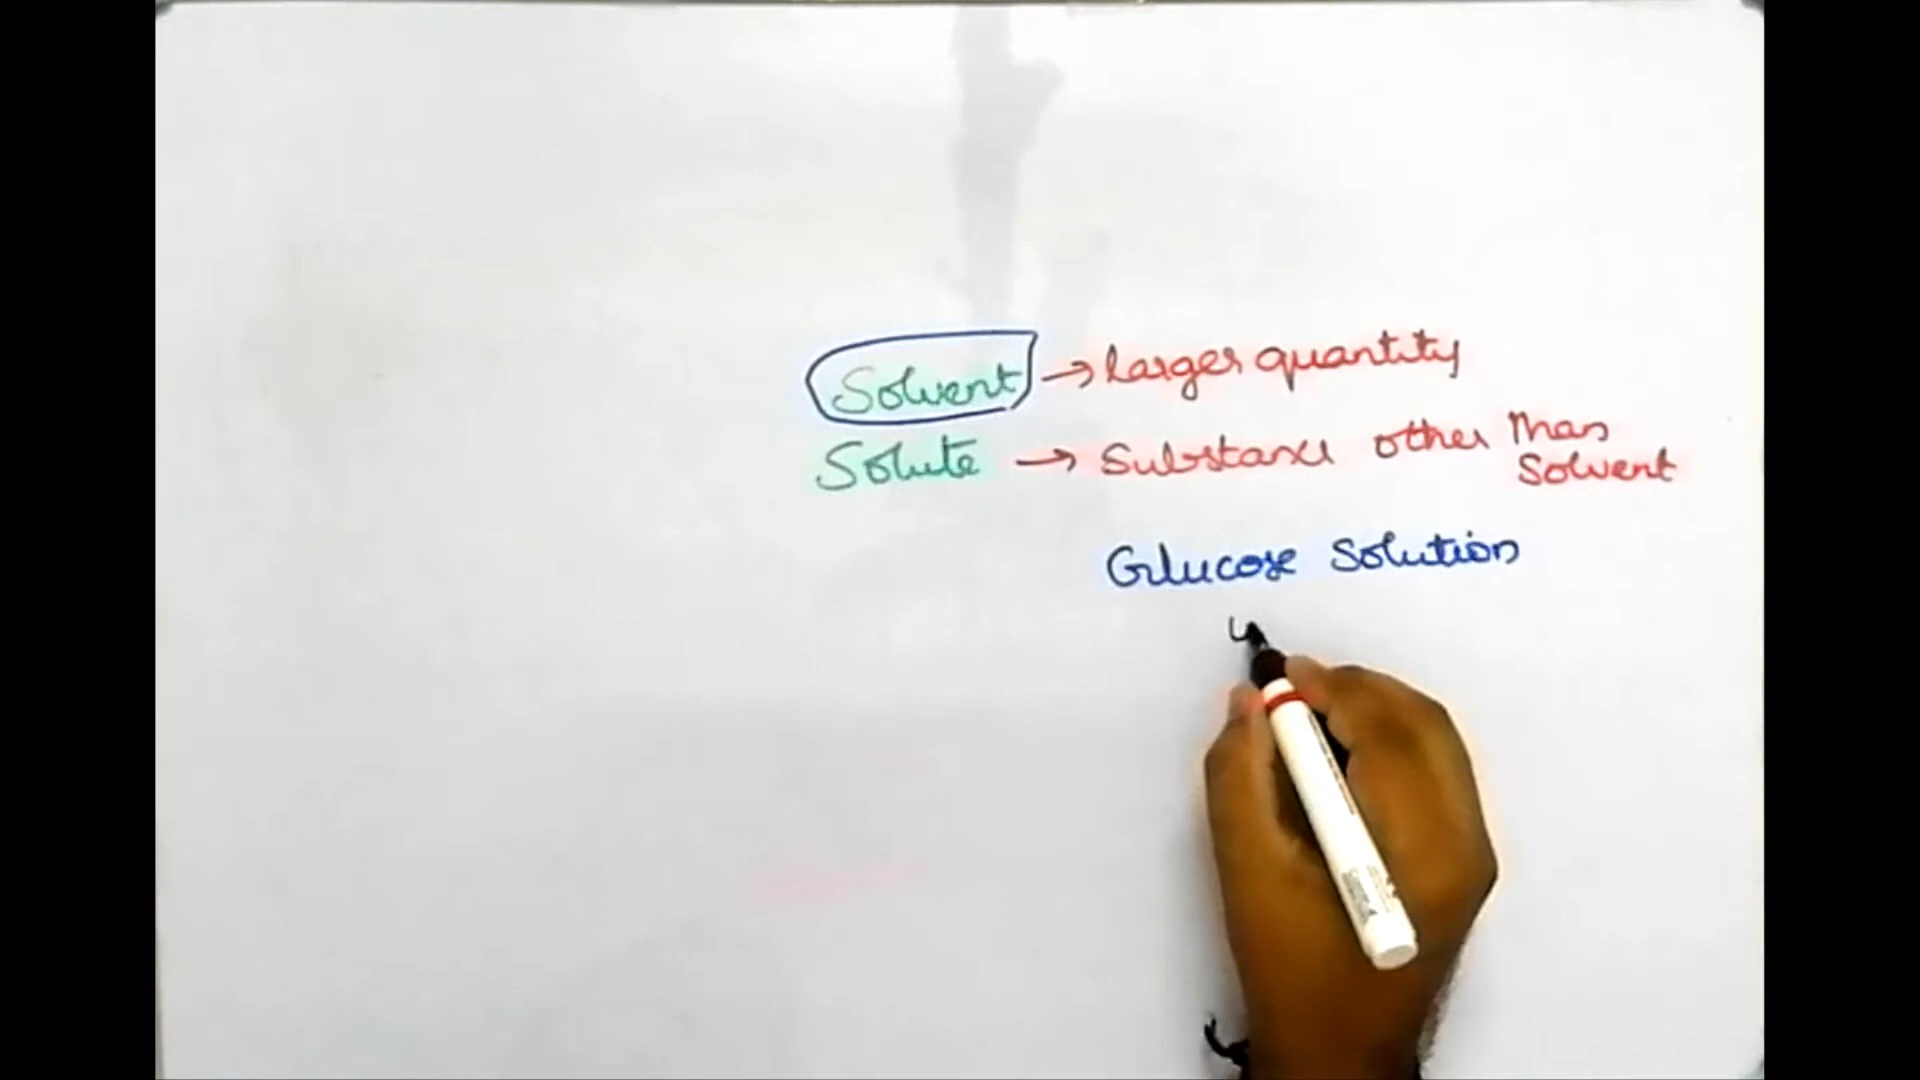 Solvent → Larger quantity
Solute → Substance other than
solvent
Glucose solution